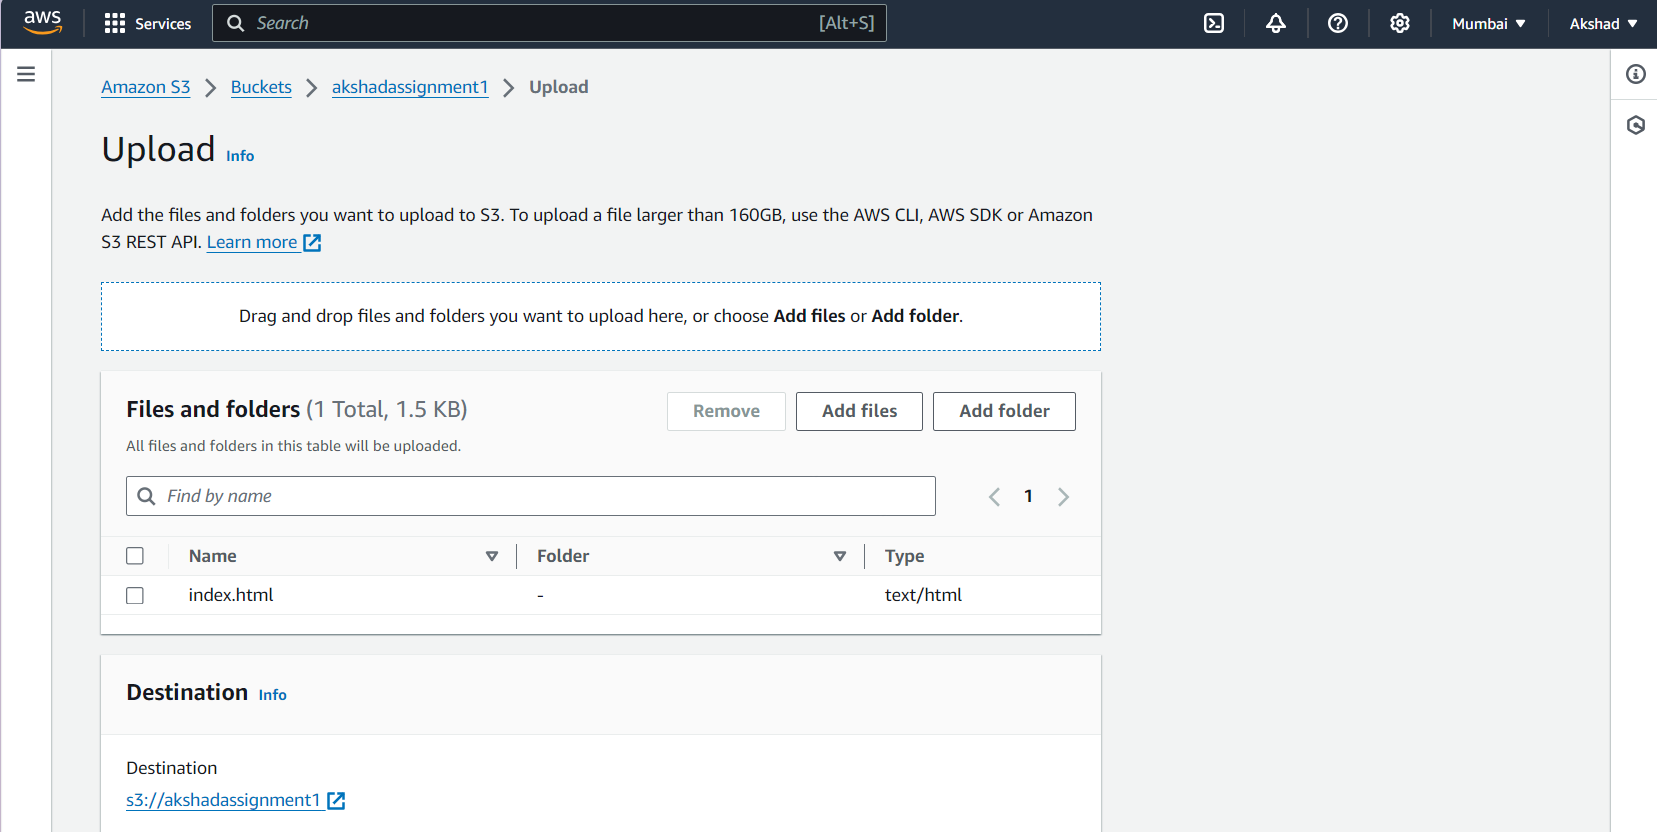 aws Services Search [Alt+S] Mumbai Akshad
Amazon S3 Buckets akshadassignment1 Upload
Upload Info
Add the files and folders you want to upload to S3. To upload a file larger than 160GB, use the AWS CLI, AWS SDK or Amazon
S3 REST API. Learn more
Drag and drop files and folders you want to upload here, or choose Add files or Add folder.
Files and folders (1 Total, 1.5 KB) Remove Add files Add folder
All files and folders in this table will be uploaded.
Find by name 1
Name Folder Type
index.html - text/html
Destination Info
Destination
s3://akshadassignment1